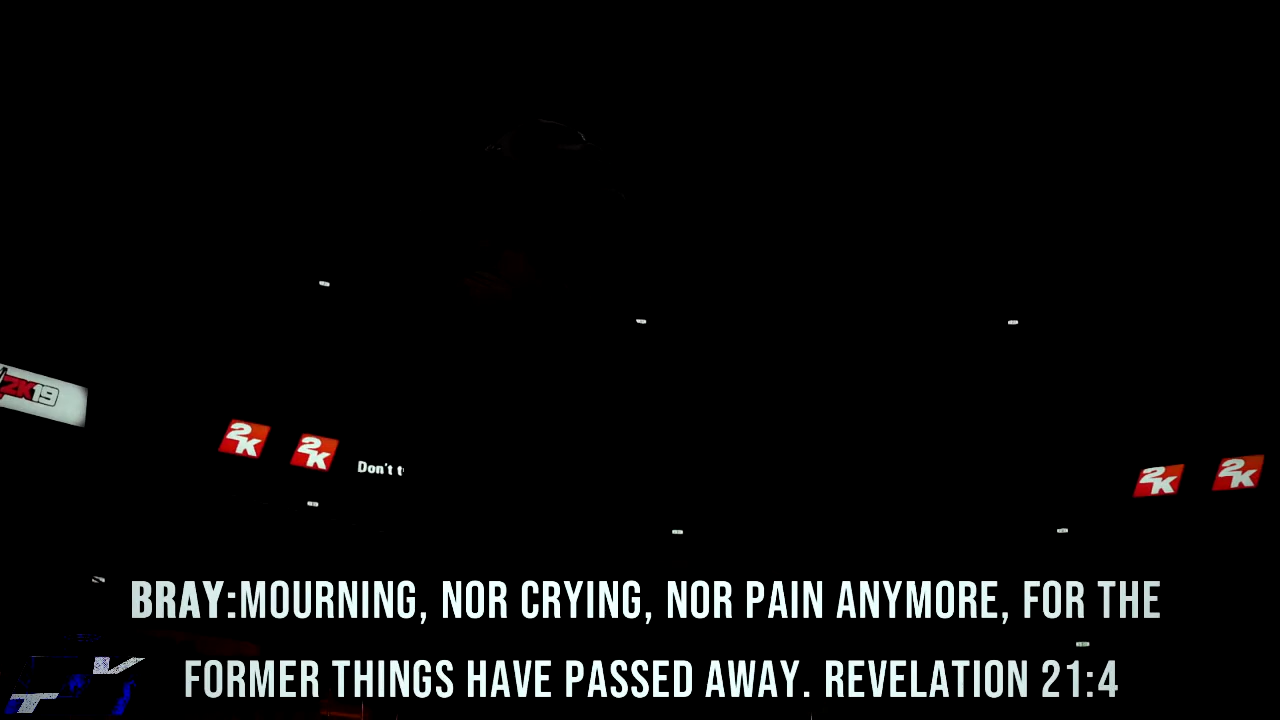 2K19
2K 2K Don't t
2K 2K
BRAY:MOURNING, NOR CRYING, NOR PAIN ANYMORE, FOR THE
FORMER THINGS HAVE PASSED AWAY. REVELATION 21:4